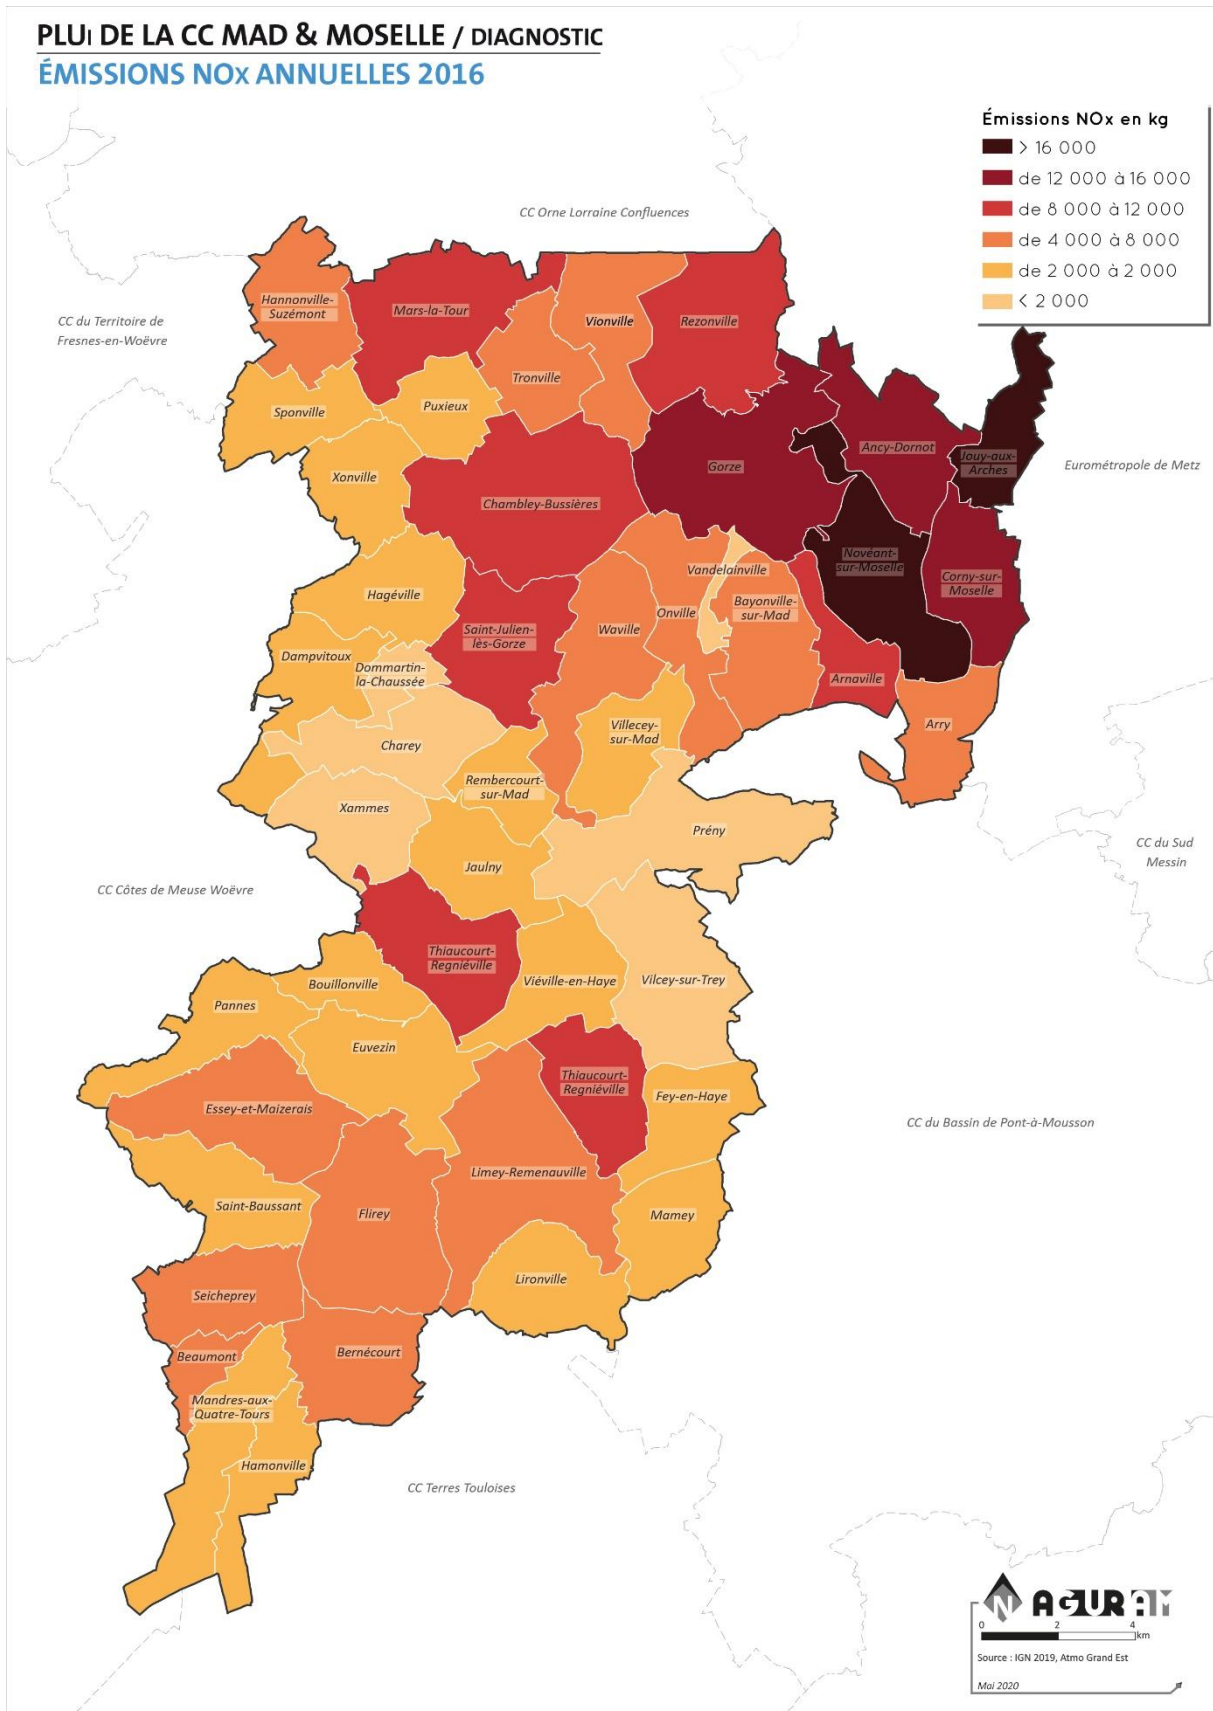 PLUi DE LA CC MAD & MOSELLE / DIAGNOSTIC
ÉMISSIONS NOx ANNUELLES 2016
Émissions NOx en kg
> 16 000
de 12 000 à 16 000
de 8 000 à 12 000
de 4 000 à 8 000
de 2 000 à 2 000
< 2 000
CC Orne Lorraine Confluences
CC du Territoire de
Fresnes-en-Woëvre
Hannonville-
Suzémont
Mars-la-Tour
Vionville
Rezonville
Tronville
Sponville
Puxieux
Xonville
Gorze
Ancy-Dornot
Jouy-aux-
Arches
Eurométropole de Metz
Chambley-Bussières
Novéant-
sur-Moselle
Corny-sur-
Moselle
Vandelainville
Hagéville
Bayonville-
sur-Mad
Onville
Waville
Saint-Julien-
lès-Gorze
Dampvitoux
Dommartin-
la-Chaussée
Arnaville
Arry
Villecey-
sur-Mad
Charey
Rembercourt-
sur-Mad
Xammes
Prény
CC du Sud
Messin
Jaulny
CC Côtes de Meuse Woëvre
Thiaucourt-
Regniéville
Viéville-en-Haye
Vilcey-sur-Trey
Bouillonville
Pannes
Euvezin
Thiaucourt-
Regniéville
Fey-en-Haye
Essey-et-Maizerais
CC du Bassin de Pont-à-Mousson
Limey-Remenauville
Saint-Baussant
Flirey
Mamey
Lironville
Seicheprey
Beaumont
Bernécourt
Mandres-aux-
Quatre-Tours
Hamonville
CC Terres Touloises
N AGURAM
0 2 4
km
Source : IGN 2019, Atmo Grand Est
Mai 2020